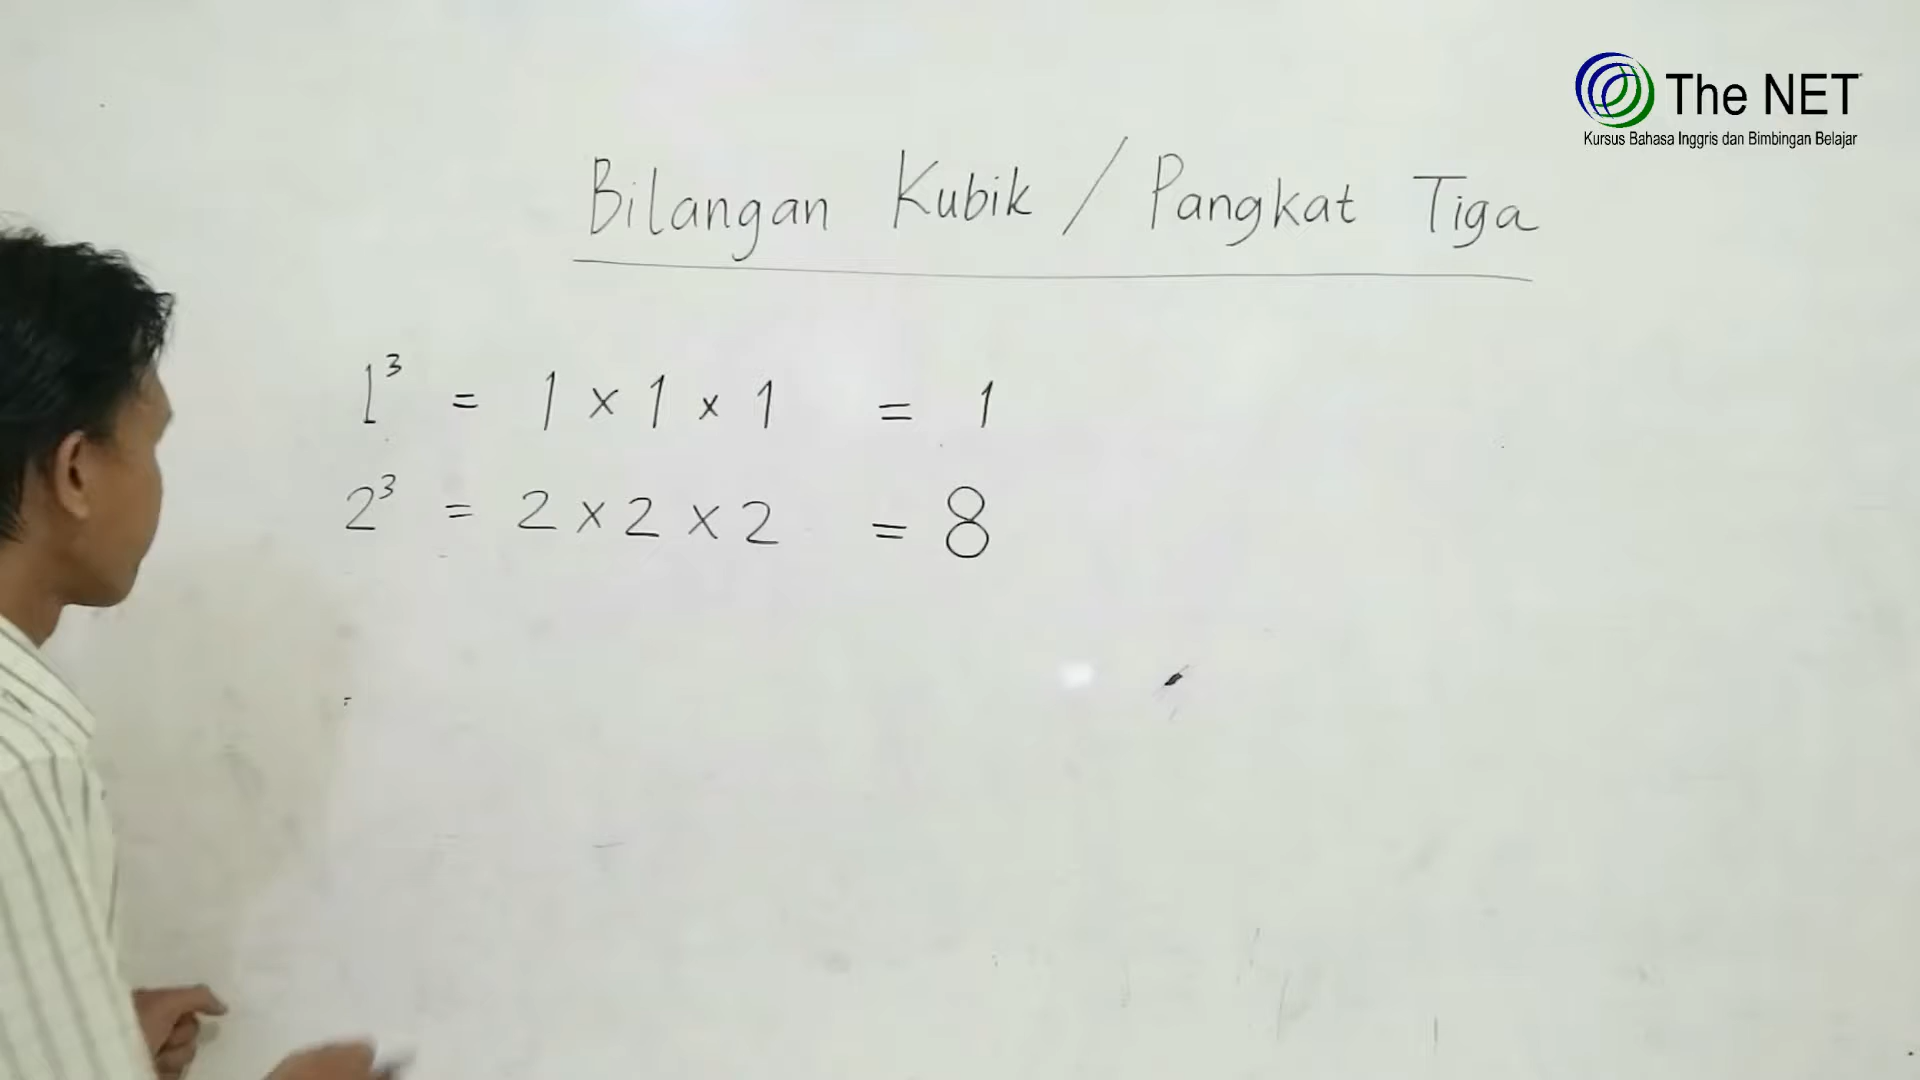 The NET
Kursus Bahasa Inggris dan Bimbingan Belajar
Bilangan Kubik / Pangkat Tiga
1³ = 1 × 1 × 1 = 1
2³ = 2 × 2 × 2 = 8